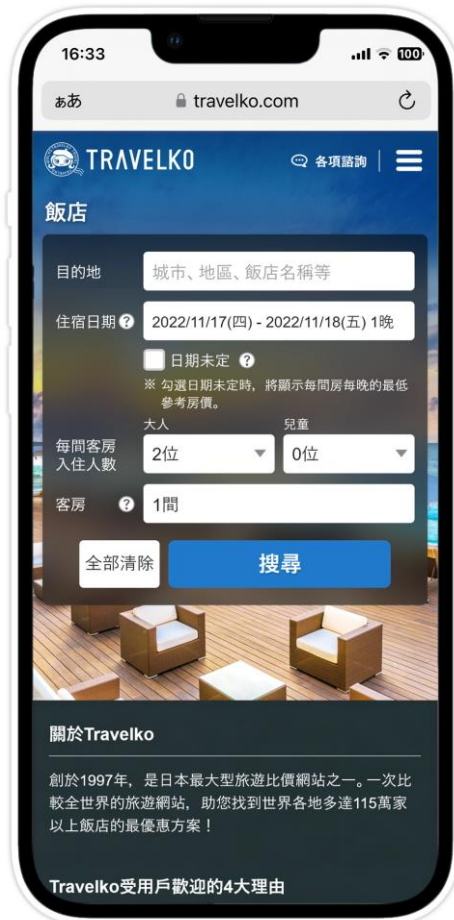 16:33
100
ぁあ
travelko.com
TRAVELKO
各項諮詢
飯店
目的地
城市、地區、飯店名稱等
住宿日期 ?
2022/11/17(四) - 2022/11/18(五) 1晚
日期未定 ?
※ 勾選日期未定時，將顯示每間房每晚的最低
參考房價。
大人
兒童
每間客房
入住人數
2位
0位
客房 ?
1間
全部清除
搜尋
關於Travelko
創於1997年，是日本最大型旅遊比價網站之一。一次比
較全世界的旅遊網站，助您找到世界各地多達115萬家
以上飯店的最優惠方案！
Travelko受用戶歡迎的4大理由